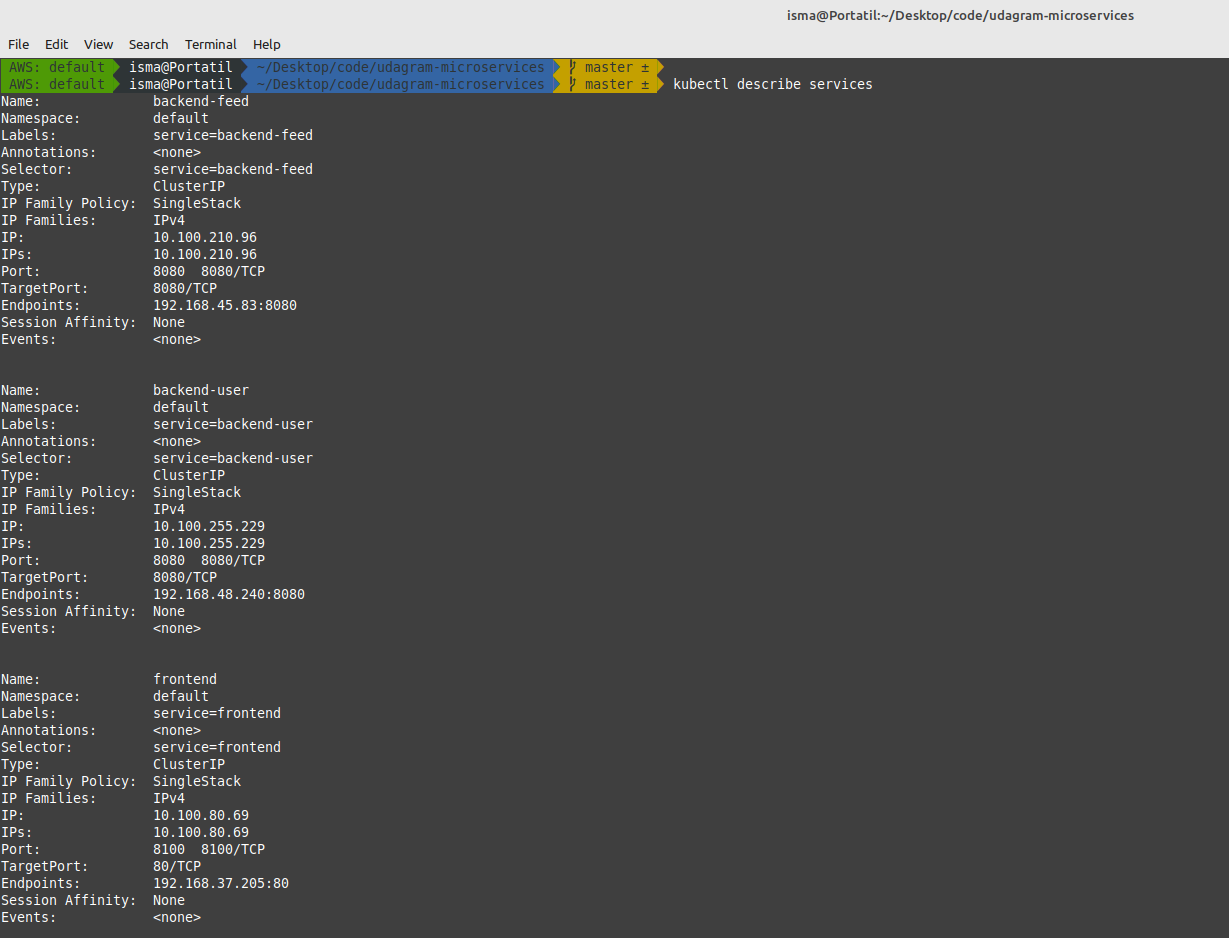 isma@Portatil:~/Desktop/code/udagram-microservices
File Edit View Search Terminal Help
AWS: default isma@Portatil ~/Desktop/code/udagram-microservices master ±
AWS: default isma@Portatil ~/Desktop/code/udagram-microservices master ± kubectl describe services
Name: backend-feed
Namespace: default
Labels: service=backend-feed
Annotations: <none>
Selector: service=backend-feed
Type: ClusterIP
IP Family Policy: SingleStack
IP Families: IPv4
IP: 10.100.210.96
IPs: 10.100.210.96
Port: 8080 8080/TCP
TargetPort: 8080/TCP
Endpoints: 192.168.45.83:8080
Session Affinity: None
Events: <none>
Name: backend-user
Namespace: default
Labels: service=backend-user
Annotations: <none>
Selector: service=backend-user
Type: ClusterIP
IP Family Policy: SingleStack
IP Families: IPv4
IP: 10.100.255.229
IPs: 10.100.255.229
Port: 8080 8080/TCP
TargetPort: 8080/TCP
Endpoints: 192.168.48.240:8080
Session Affinity: None
Events: <none>
Name: frontend
Namespace: default
Labels: service=frontend
Annotations: <none>
Selector: service=frontend
Type: ClusterIP
IP Family Policy: SingleStack
IP Families: IPv4
IP: 10.100.80.69
IPs: 10.100.80.69
Port: 8100 8100/TCP
TargetPort: 80/TCP
Endpoints: 192.168.37.205:80
Session Affinity: None
Events: <none>